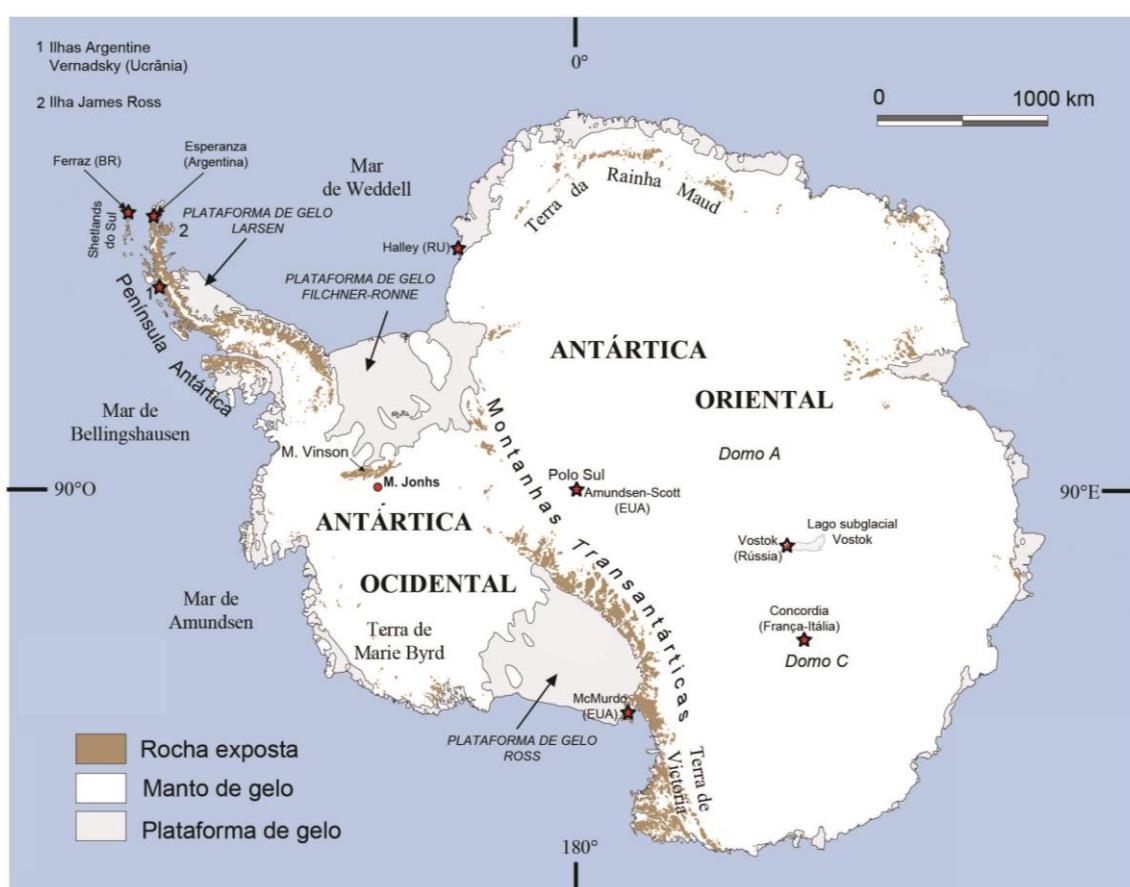 1 Ilhas Argentine
Vernadsky (Ucrânia)
2 Ilha James Ross
0°
0 1000 km
Ferraz (BR)
Esperanza
(Argentina)
Mar
de Weddell
Shetlands
do Sul
2
PLATAFORMA DE GELO
LARSEN
Terra da Rainha Maud
Halley (RU)
PLATAFORMA DE GELO
FILCHNER-RONNE
1
Península Antártica
ANTÁRTICA
ORIENTAL
Mar de
Bellingshausen
Domo A
M. Vinson
M. Jonhs
Montanhas Transantárticas
Polo Sul
Amundsen-Scott
(EUA)
90°O
90°E
ANTÁRTICA
OCIDENTAL
Lago subglacial
Vostok
Vostok
(Rússia)
Mar de
Amundsen
Terra de
Marie Byrd
Concordia
(França-Itália)
Domo C
McMurdo
(EUA)
PLATAFORMA DE GELO
ROSS
Terra de
Victória
Rocha exposta
Manto de gelo
Plataforma de gelo
180°